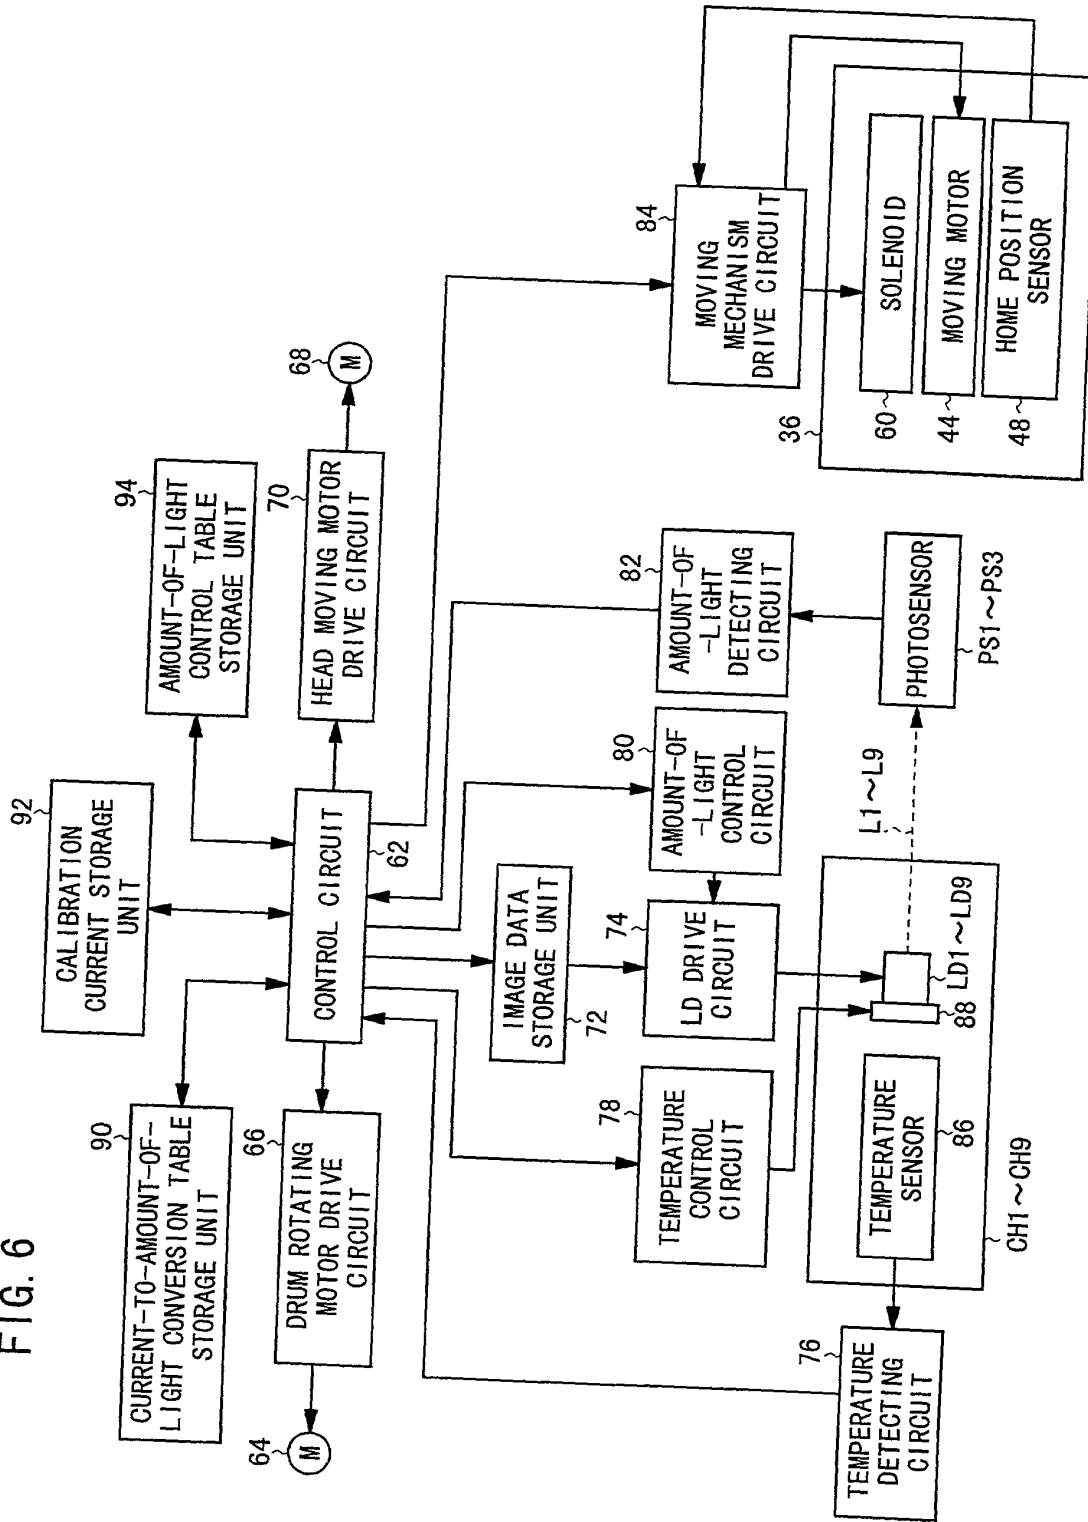 FIG. 6
90
CURRENT-TO-AMOUNT-OF-
LIGHT CONVERSION TABLE
STORAGE UNIT
92
CALIBRATION
CURRENT STORAGE
UNIT
94
AMOUNT-OF-LIGHT
CONTROL TABLE
STORAGE UNIT
64
M
66
DRUM ROTATING
MOTOR DRIVE
CIRCUIT
CONTROL CIRCUIT
62
70
HEAD MOVING MOTOR
DRIVE CIRCUIT
68
M
IMAGE DATA
STORAGE UNIT
72
78
TEMPERATURE
CONTROL
CIRCUIT
74
LD DRIVE
CIRCUIT
80
AMOUNT-OF
-LIGHT
CONTROL
CIRCUIT
82
AMOUNT-OF
-LIGHT
DETECTING
CIRCUIT
84
MOVING
MECHANISM
DRIVE CIRCUIT
76
TEMPERATURE
DETECTING
CIRCUIT
TEMPERATURE
SENSOR
86
88
LD1~LD9
CH1~CH9
L1~L9
PHOTOSENSOR
PS1~PS3
36
60
SOLENOID
44
MOVING MOTOR
48
HOME POSITION
SENSOR